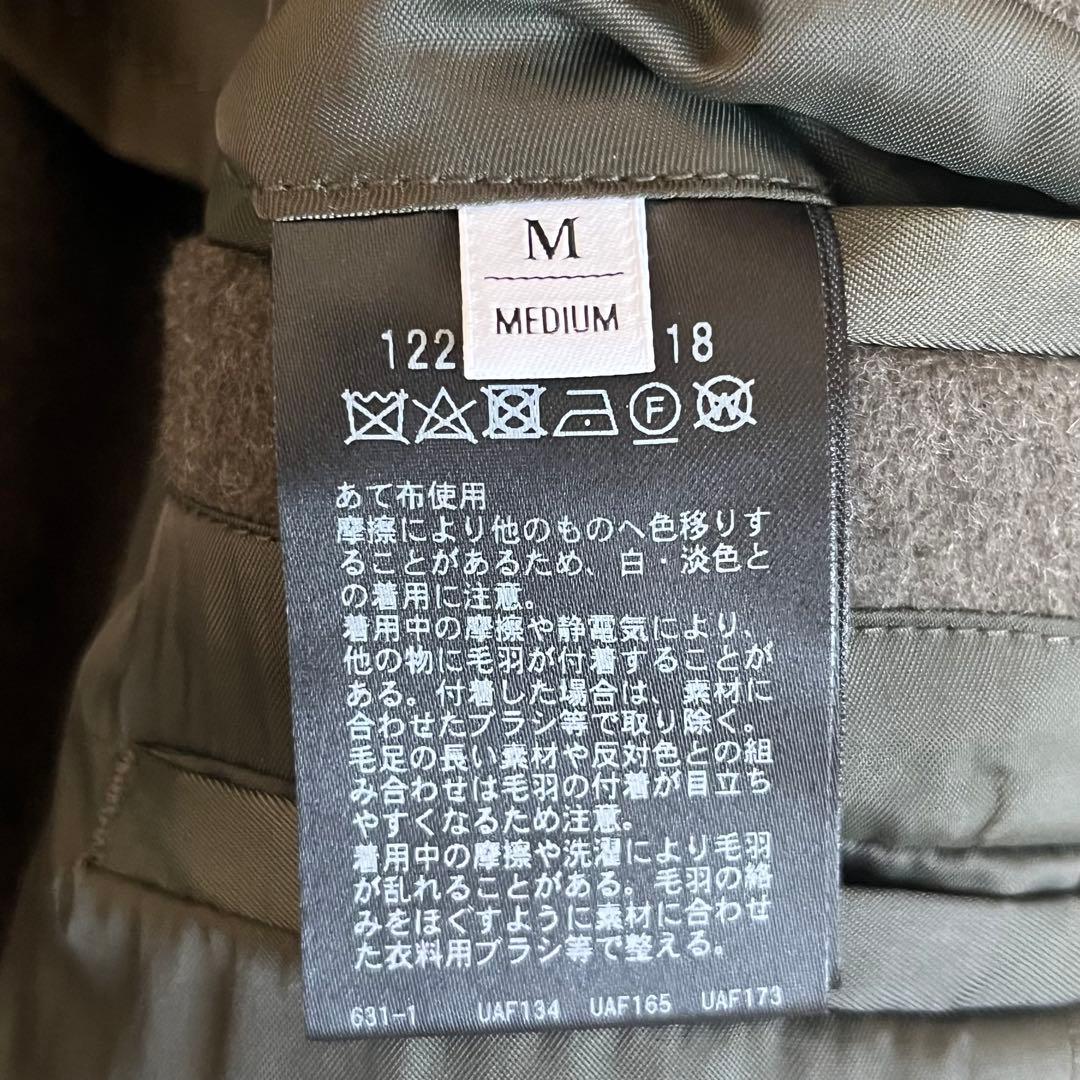 M
MEDIUM
122 18
F W
あて布使用
摩擦により他のものへ色移りす
ることがあるため、白・淡色と
の着用に注意。
着用中の摩擦や静電気により、
他の物に毛羽が付着することが
ある。付着した場合は、素材に
合わせたブラシ等で取り除く。
毛足の長い素材や反対色との組
み合わせは毛羽の付着が目立ち
やすくなるため注意。
着用中の摩擦や洗濯により毛羽
が乱れることがある。毛羽の絡
みをほぐすように素材に合わせ
た衣料用ブラシ等で整える。
631-1 UAF134 UAF165 UAF173